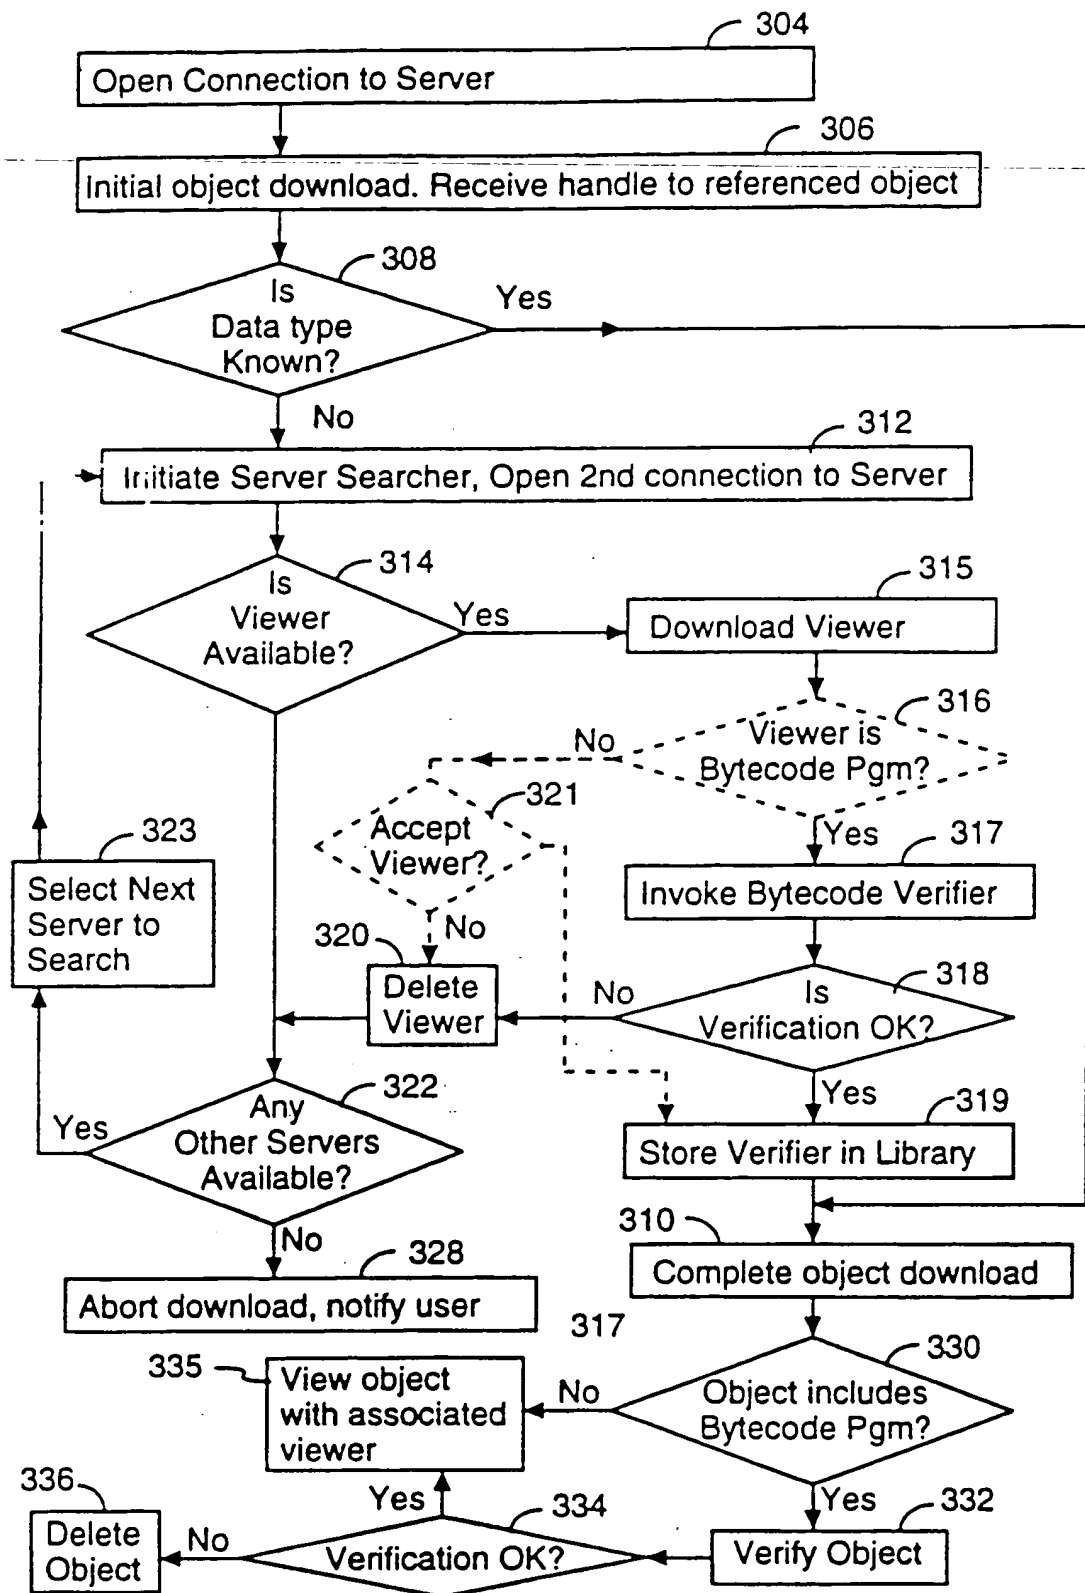 304
Open Connection to Server
306
Initial object download. Receive handle to referenced object
308
Is
Data type
Known?
Yes
No
312
Initiate Server Searcher, Open 2nd connection to Server
314
Is
Viewer
Available?
Yes
315
Download Viewer
316
Viewer is
Bytecode Pgm?
No
Yes
321
Accept
Viewer?
No
323
Select Next
Server to
Search
317
Invoke Bytecode Verifier
320
Delete
Viewer
318
Is
Verification OK?
No
Yes
322
Any
Other Servers
Available?
Yes
No
319
Store Verifier in Library
310
Complete object download
328
Abort download, notify user
317
330
Object includes
Bytecode Pgm?
No
Yes
335
View object
with associated
viewer
336
Delete
Object
No
Yes
334
Verification OK?
332
Verify Object